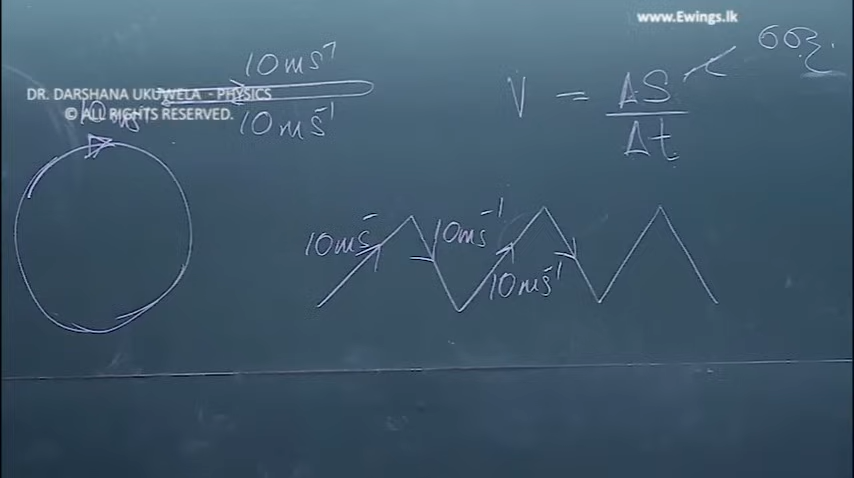 www.Ewings.lk
10ms⁻¹
DR. DARSHANA UKUWELA - PHYSICS
© ALL RIGHTS RESERVED.
10ms⁻¹
10ms⁻¹
V = ΔS
Δt
10ms⁻
10ms⁻¹
10ms⁻¹